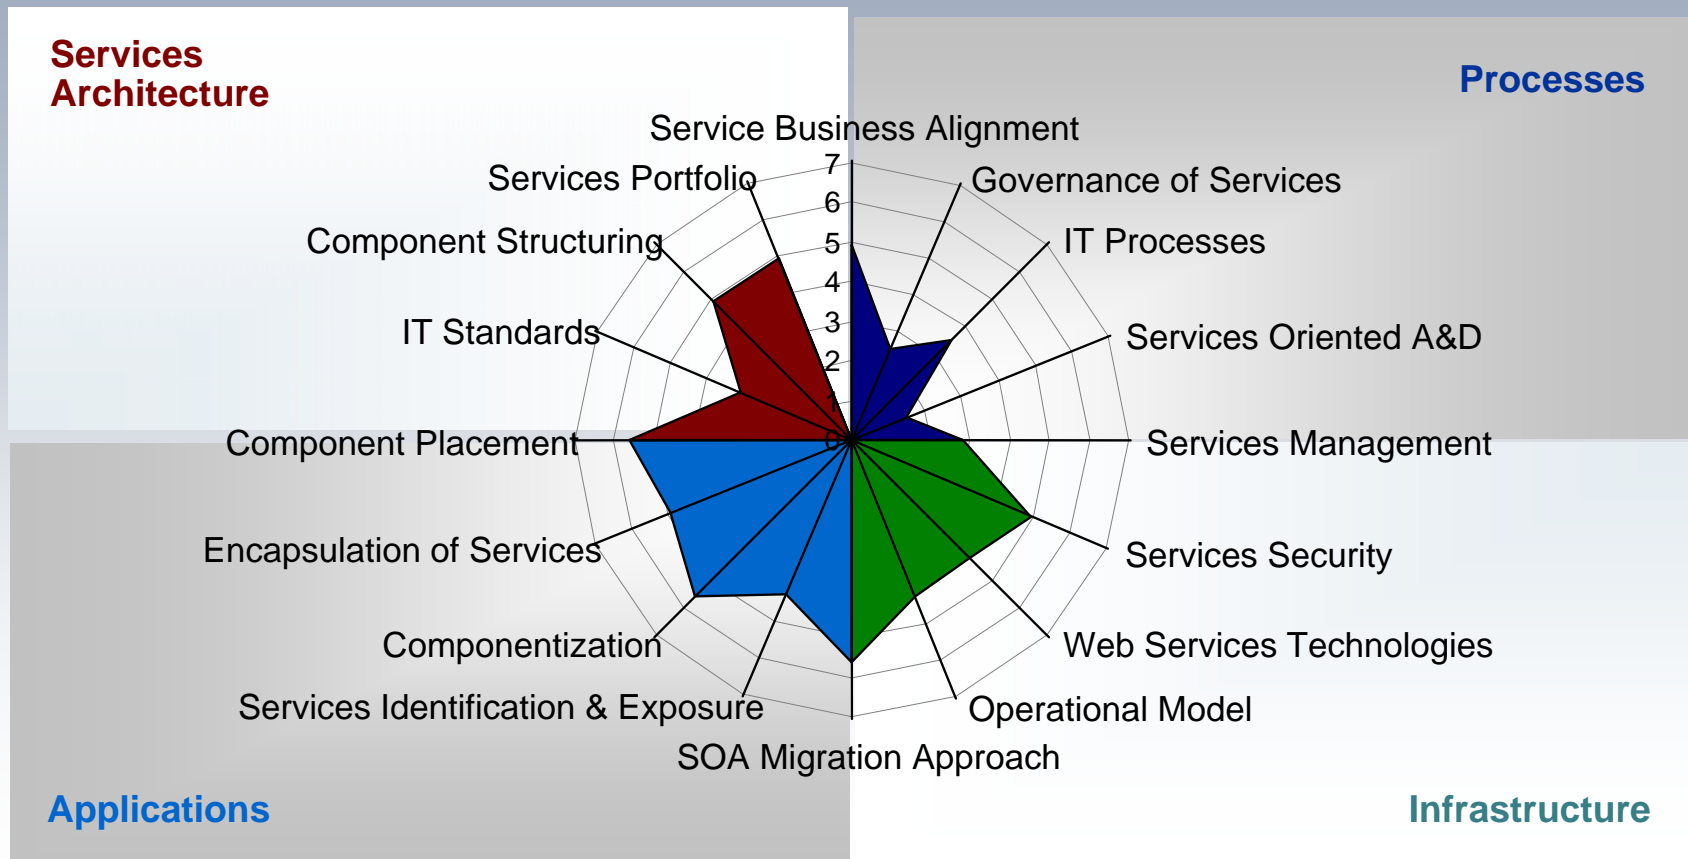 Services
Architecture
Processes
Service Business Alignment
7
Services Portfolio
Governance of Services
6
Component Structuring
5
IT Processes
4
IT Standards
3
Services Oriented A&D
2
1
Component Placement
0
Services Management
Encapsulation of Services
Services Security
Componentization
Web Services Technologies
Services Identification & Exposure
Operational Model
SOA Migration Approach
Applications
Infrastructure